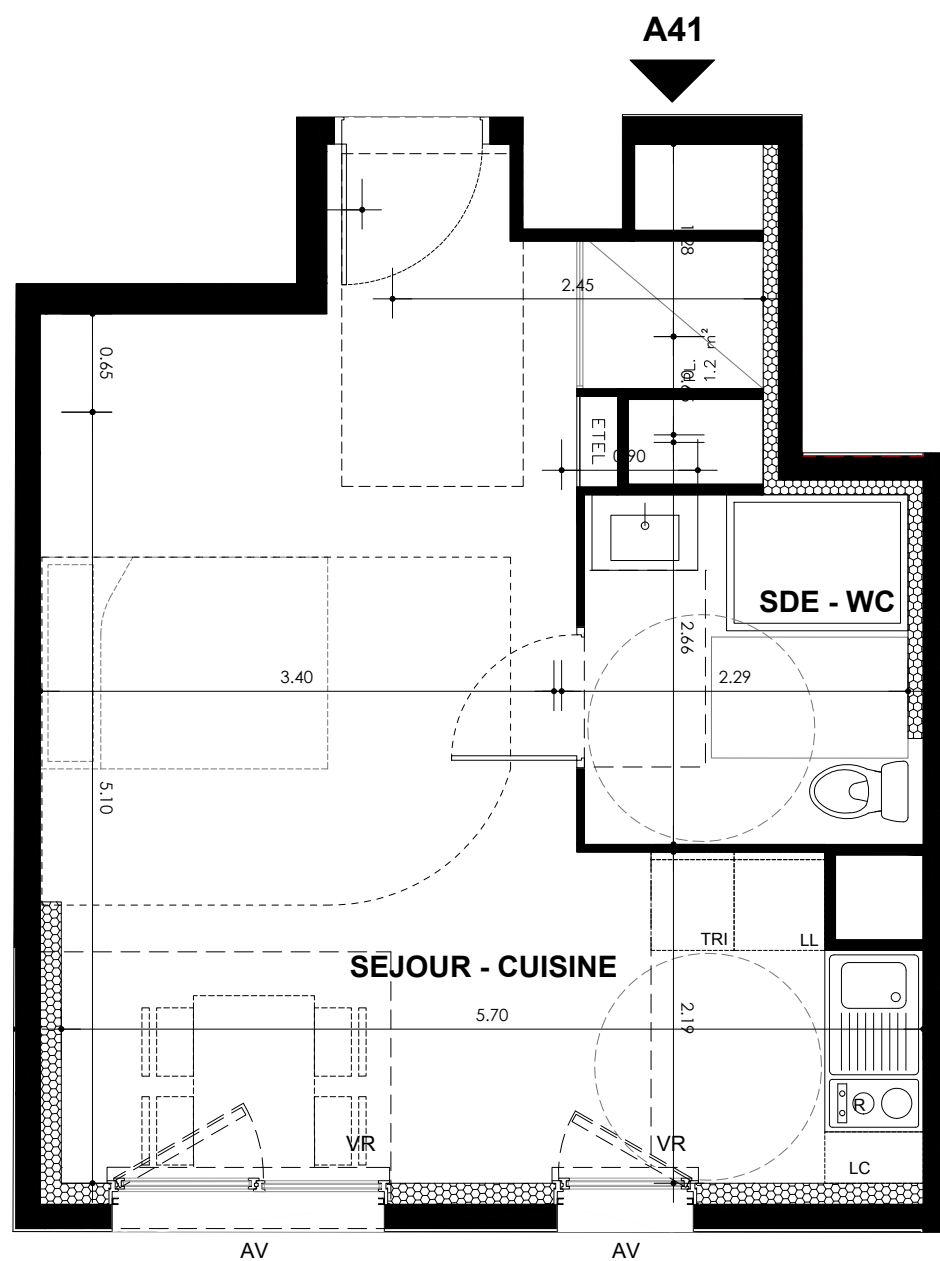 A41
1.28
2.45
0.65
PL.
1.2 m²
ETEL
0.90
SDE - WC
2.66
3.40
2.29
5.10
TRI
LL
SEJOUR - CUISINE
5.70
2.19
R
VR
VR
LC
AV
AV